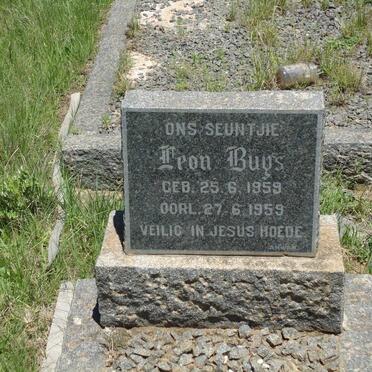 ONS SEUNTJIE
Leon Buys
GEB. 25.6.1959
OORL. 27.6.1959
VEILIG IN JESUS HOEDE